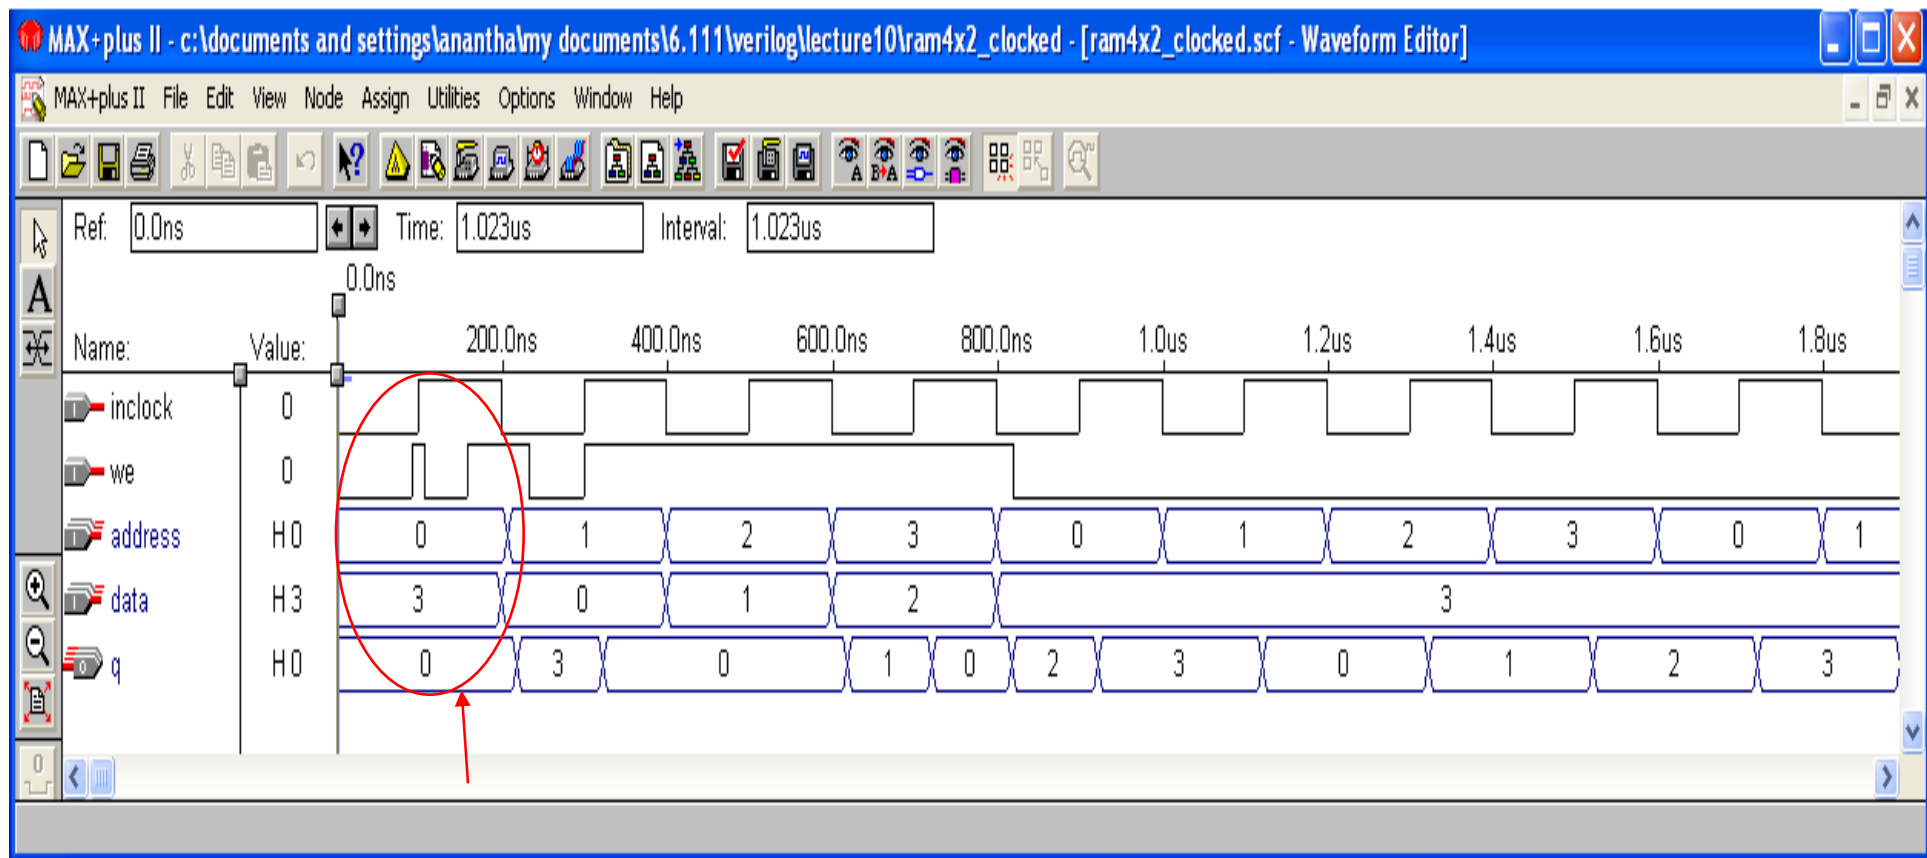 MAX+plus II - c:\documents and settings\anantha\my documents\6.111\verilog\lecture10\ram4x2_clocked - [ram4x2_clocked.scf - Waveform Editor]
MAX+plus II File Edit View Node Assign Utilities Options Window Help
Ref: 0.0ns Time: 1.023us Interval: 1.023us
0.0ns
Name: Value: 200.0ns 400.0ns 600.0ns 800.0ns 1.0us 1.2us 1.4us 1.6us 1.8us
inclock 0
we 0
address H0 0 1 2 3 0 1 2 3 0 1
data H3 3 0 1 2 3
q H0 0 3 0 1 0 2 3 0 1 2 3